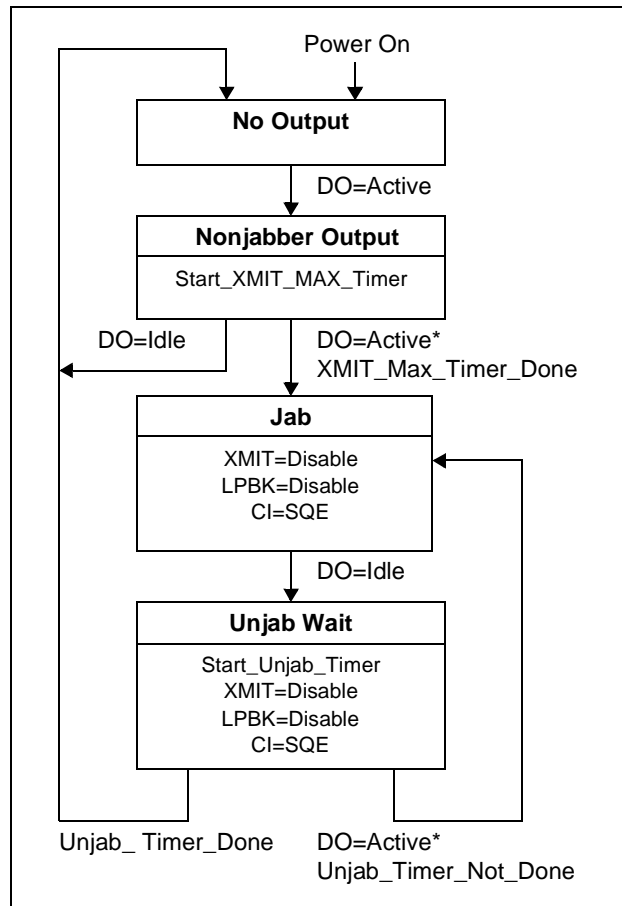 Power On
No Output
DO=Active
Nonjabber Output
Start_XMIT_MAX_Timer
DO=Idle
DO=Active*
XMIT_Max_Timer_Done
Jab
XMIT=Disable
LPBK=Disable
CI=SQE
DO=Idle
Unjab Wait
Start_Unjab_Timer
XMIT=Disable
LPBK=Disable
CI=SQE
Unjab_ Timer_Done
DO=Active*
Unjab_Timer_Not_Done